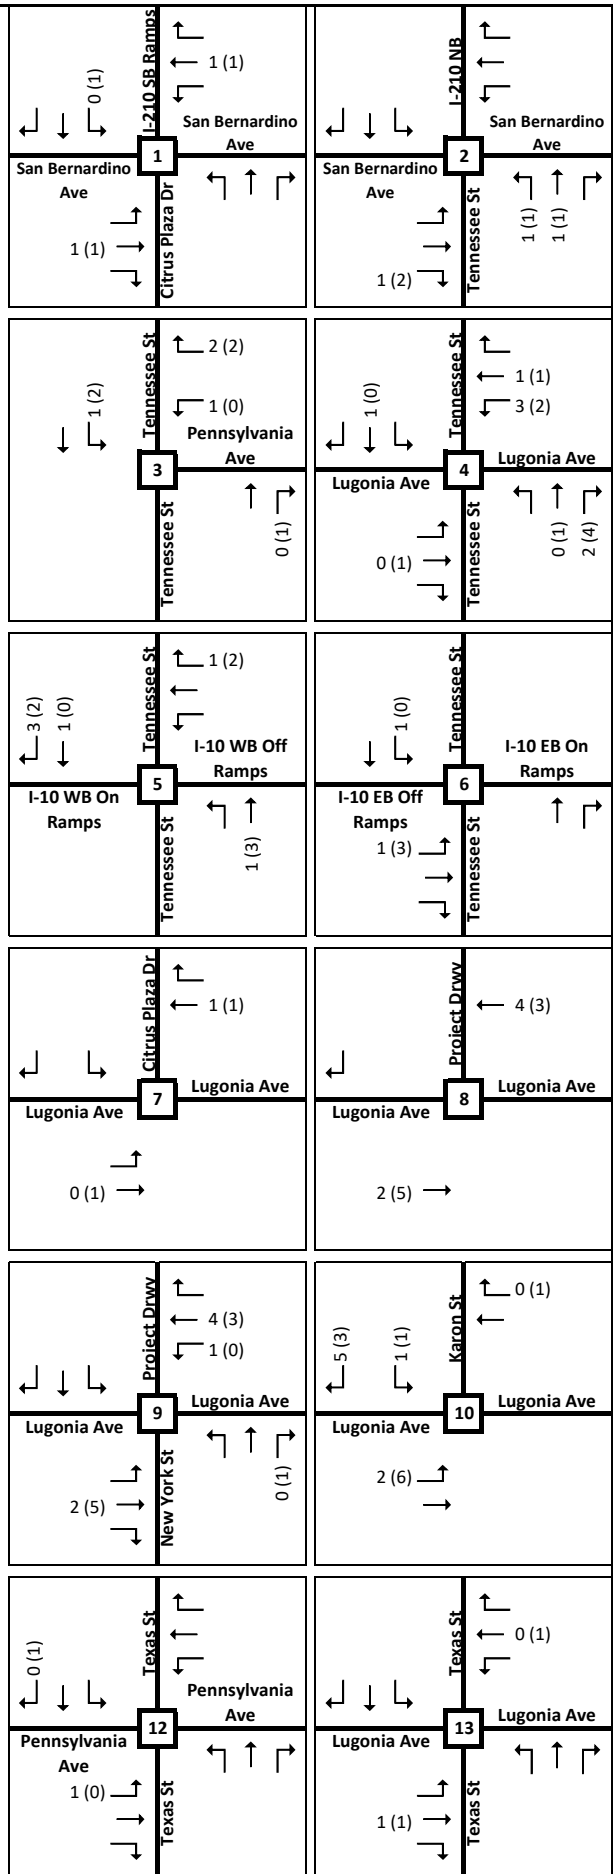 I-210 SB Ramps
0 (1)
1 (1)
San Bernardino
Ave
1
San Bernardino
Ave
Citrus Plaza Dr
1 (1)
I-210 NB
San Bernardino
Ave
2
San Bernardino
Ave
Tennessee St
1 (1)
1 (1)
1 (2)
Tennessee St
2 (2)
1 (2)
1 (0)
Pennsylvania
Ave
3
Tennessee St
0 (1)
Tennessee St
1 (0)
1 (1)
3 (2)
Lugonia Ave
4
Lugonia Ave
Tennessee St
0 (1)
0 (1)
2 (4)
Tennessee St
1 (2)
3 (2)
1 (0)
I-10 WB Off
Ramps
5
I-10 WB On
Ramps
Tennessee St
1 (3)
Tennessee St
1 (0)
I-10 EB On
Ramps
6
I-10 EB Off
Ramps
1 (3)
Tennessee St
Citrus Plaza Dr
1 (1)
Lugonia Ave
7
Lugonia Ave
0 (1)
Project Drwy
4 (3)
Lugonia Ave
8
Lugonia Ave
2 (5)
Project Drwy
4 (3)
1 (0)
Lugonia Ave
9
Lugonia Ave
New York St
2 (5)
0 (1)
Karon St
0 (1)
5 (3)
1 (1)
Lugonia Ave
10
Lugonia Ave
2 (6)
Texas St
0 (1)
Pennsylvania
Ave
12
Pennsylvania
Ave
1 (0)
Texas St
Texas St
0 (1)
Lugonia Ave
13
Lugonia Ave
1 (1)
Texas St